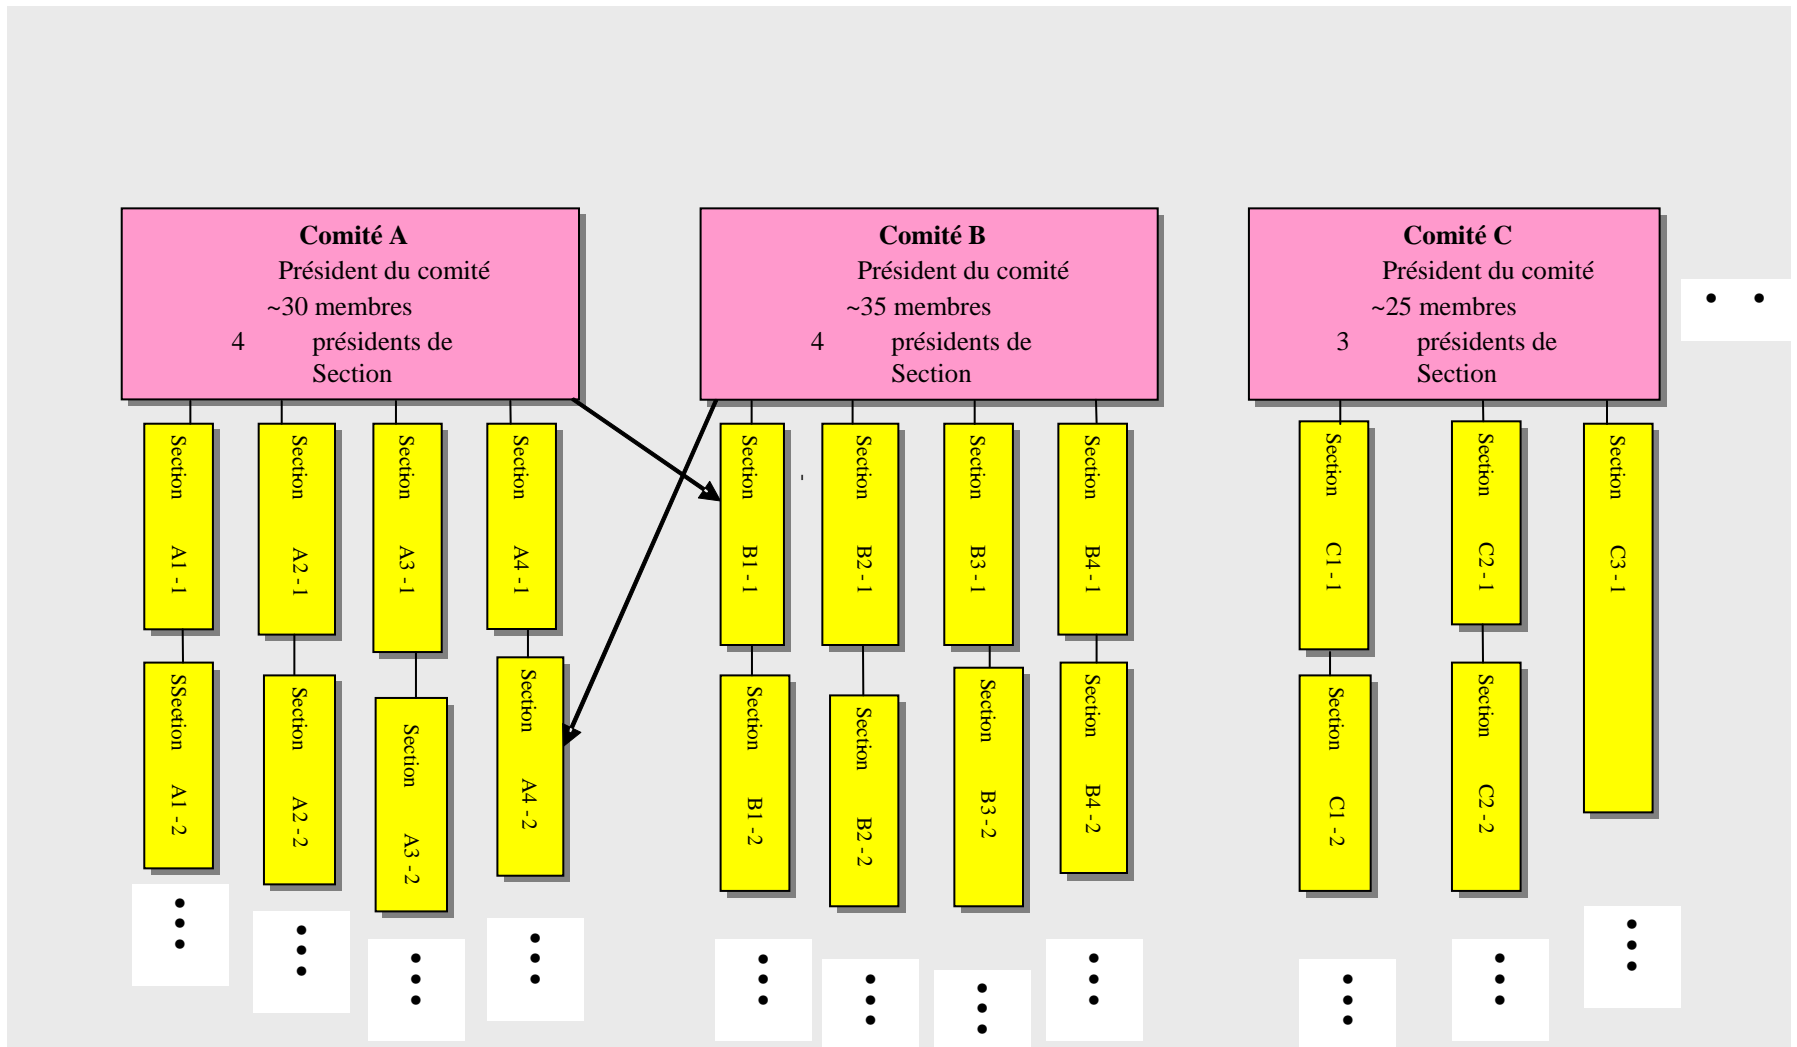 Comité A
Président du comité
~30 membres
4 présidents de
Section
Comité B
Président du comité
~35 membres
4 présidents de
Section
Comité C
Président du comité
~25 membres
3 présidents de
Section
Section A1 - 1
Section A2 - 1
Section A3 - 1
Section A4 - 1
Section B1 - 1
Section B2 - 1
Section B3 - 1
Section B4 - 1
Section C1 - 1
Section C2 - 1
Section C3 - 1
SSection A1 - 2
Section A2 - 2
Section A3 - 2
Section A4 - 2
Section B1 - 2
Section B2 - 2
Section B3 - 2
Section B4 - 2
Section C1 - 2
Section C2 - 2